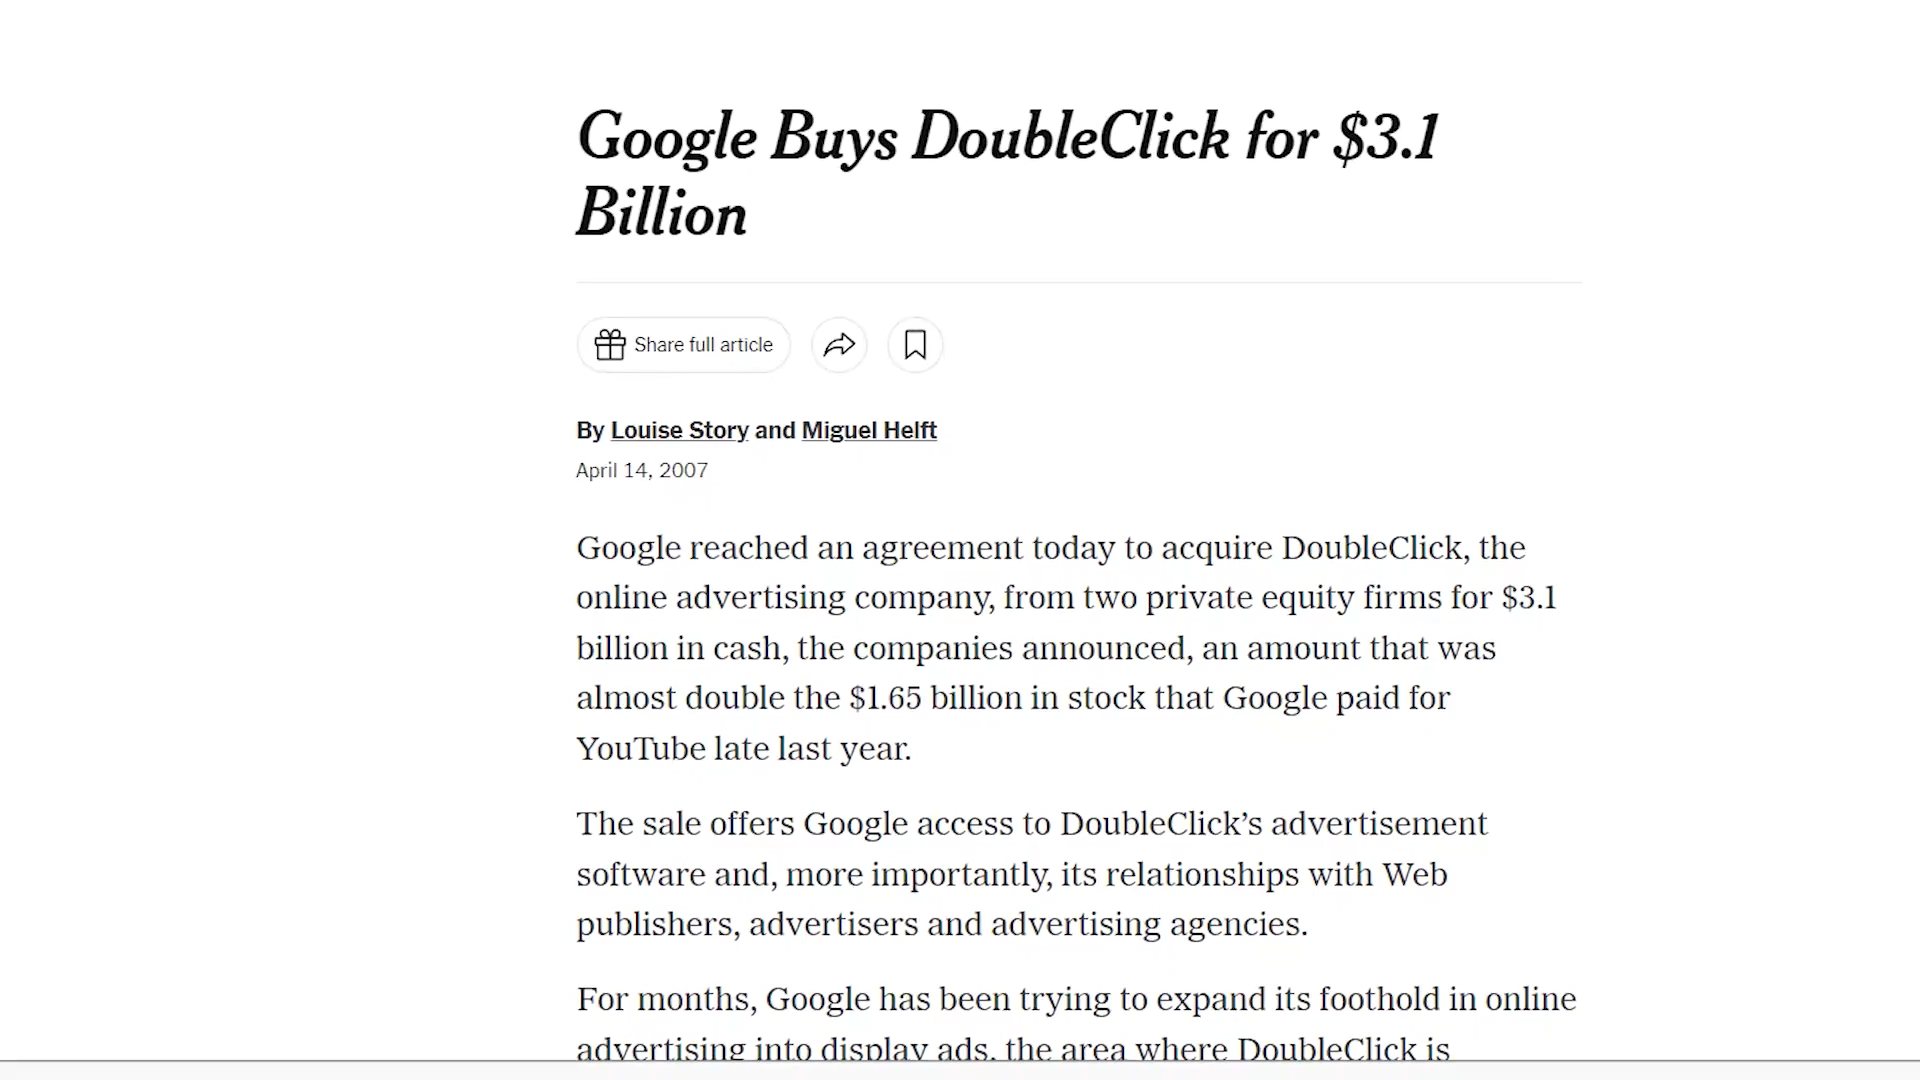 Google Buys DoubleClick for $3.1
Billion
Share full article
By Louise Story and Miguel Helft
April 14, 2007
Google reached an agreement today to acquire DoubleClick, the
online advertising company, from two private equity firms for $3.1
billion in cash, the companies announced, an amount that was
almost double the $1.65 billion in stock that Google paid for
YouTube late last year.
The sale offers Google access to DoubleClick’s advertisement
software and, more importantly, its relationships with Web
publishers, advertisers and advertising agencies.
For months, Google has been trying to expand its foothold in online
advertising into display ads, the area where DoubleClick is